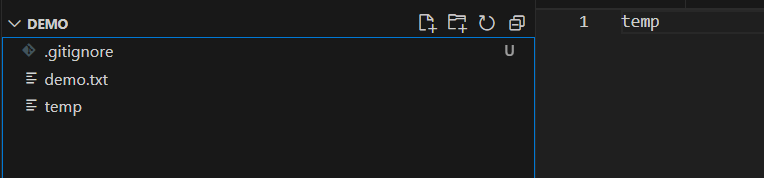 DEMO
.gitignore U
demo.txt
temp
1 temp